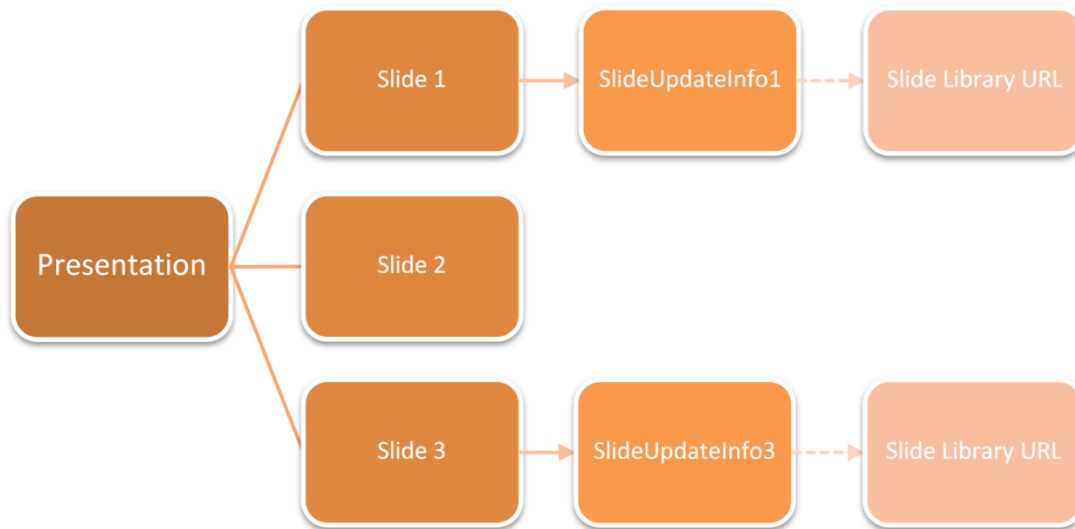 Slide 1
SlideUpdateInfo1
Slide Library URL
Presentation
Slide 2
Slide 3
SlideUpdateInfo3
Slide Library URL